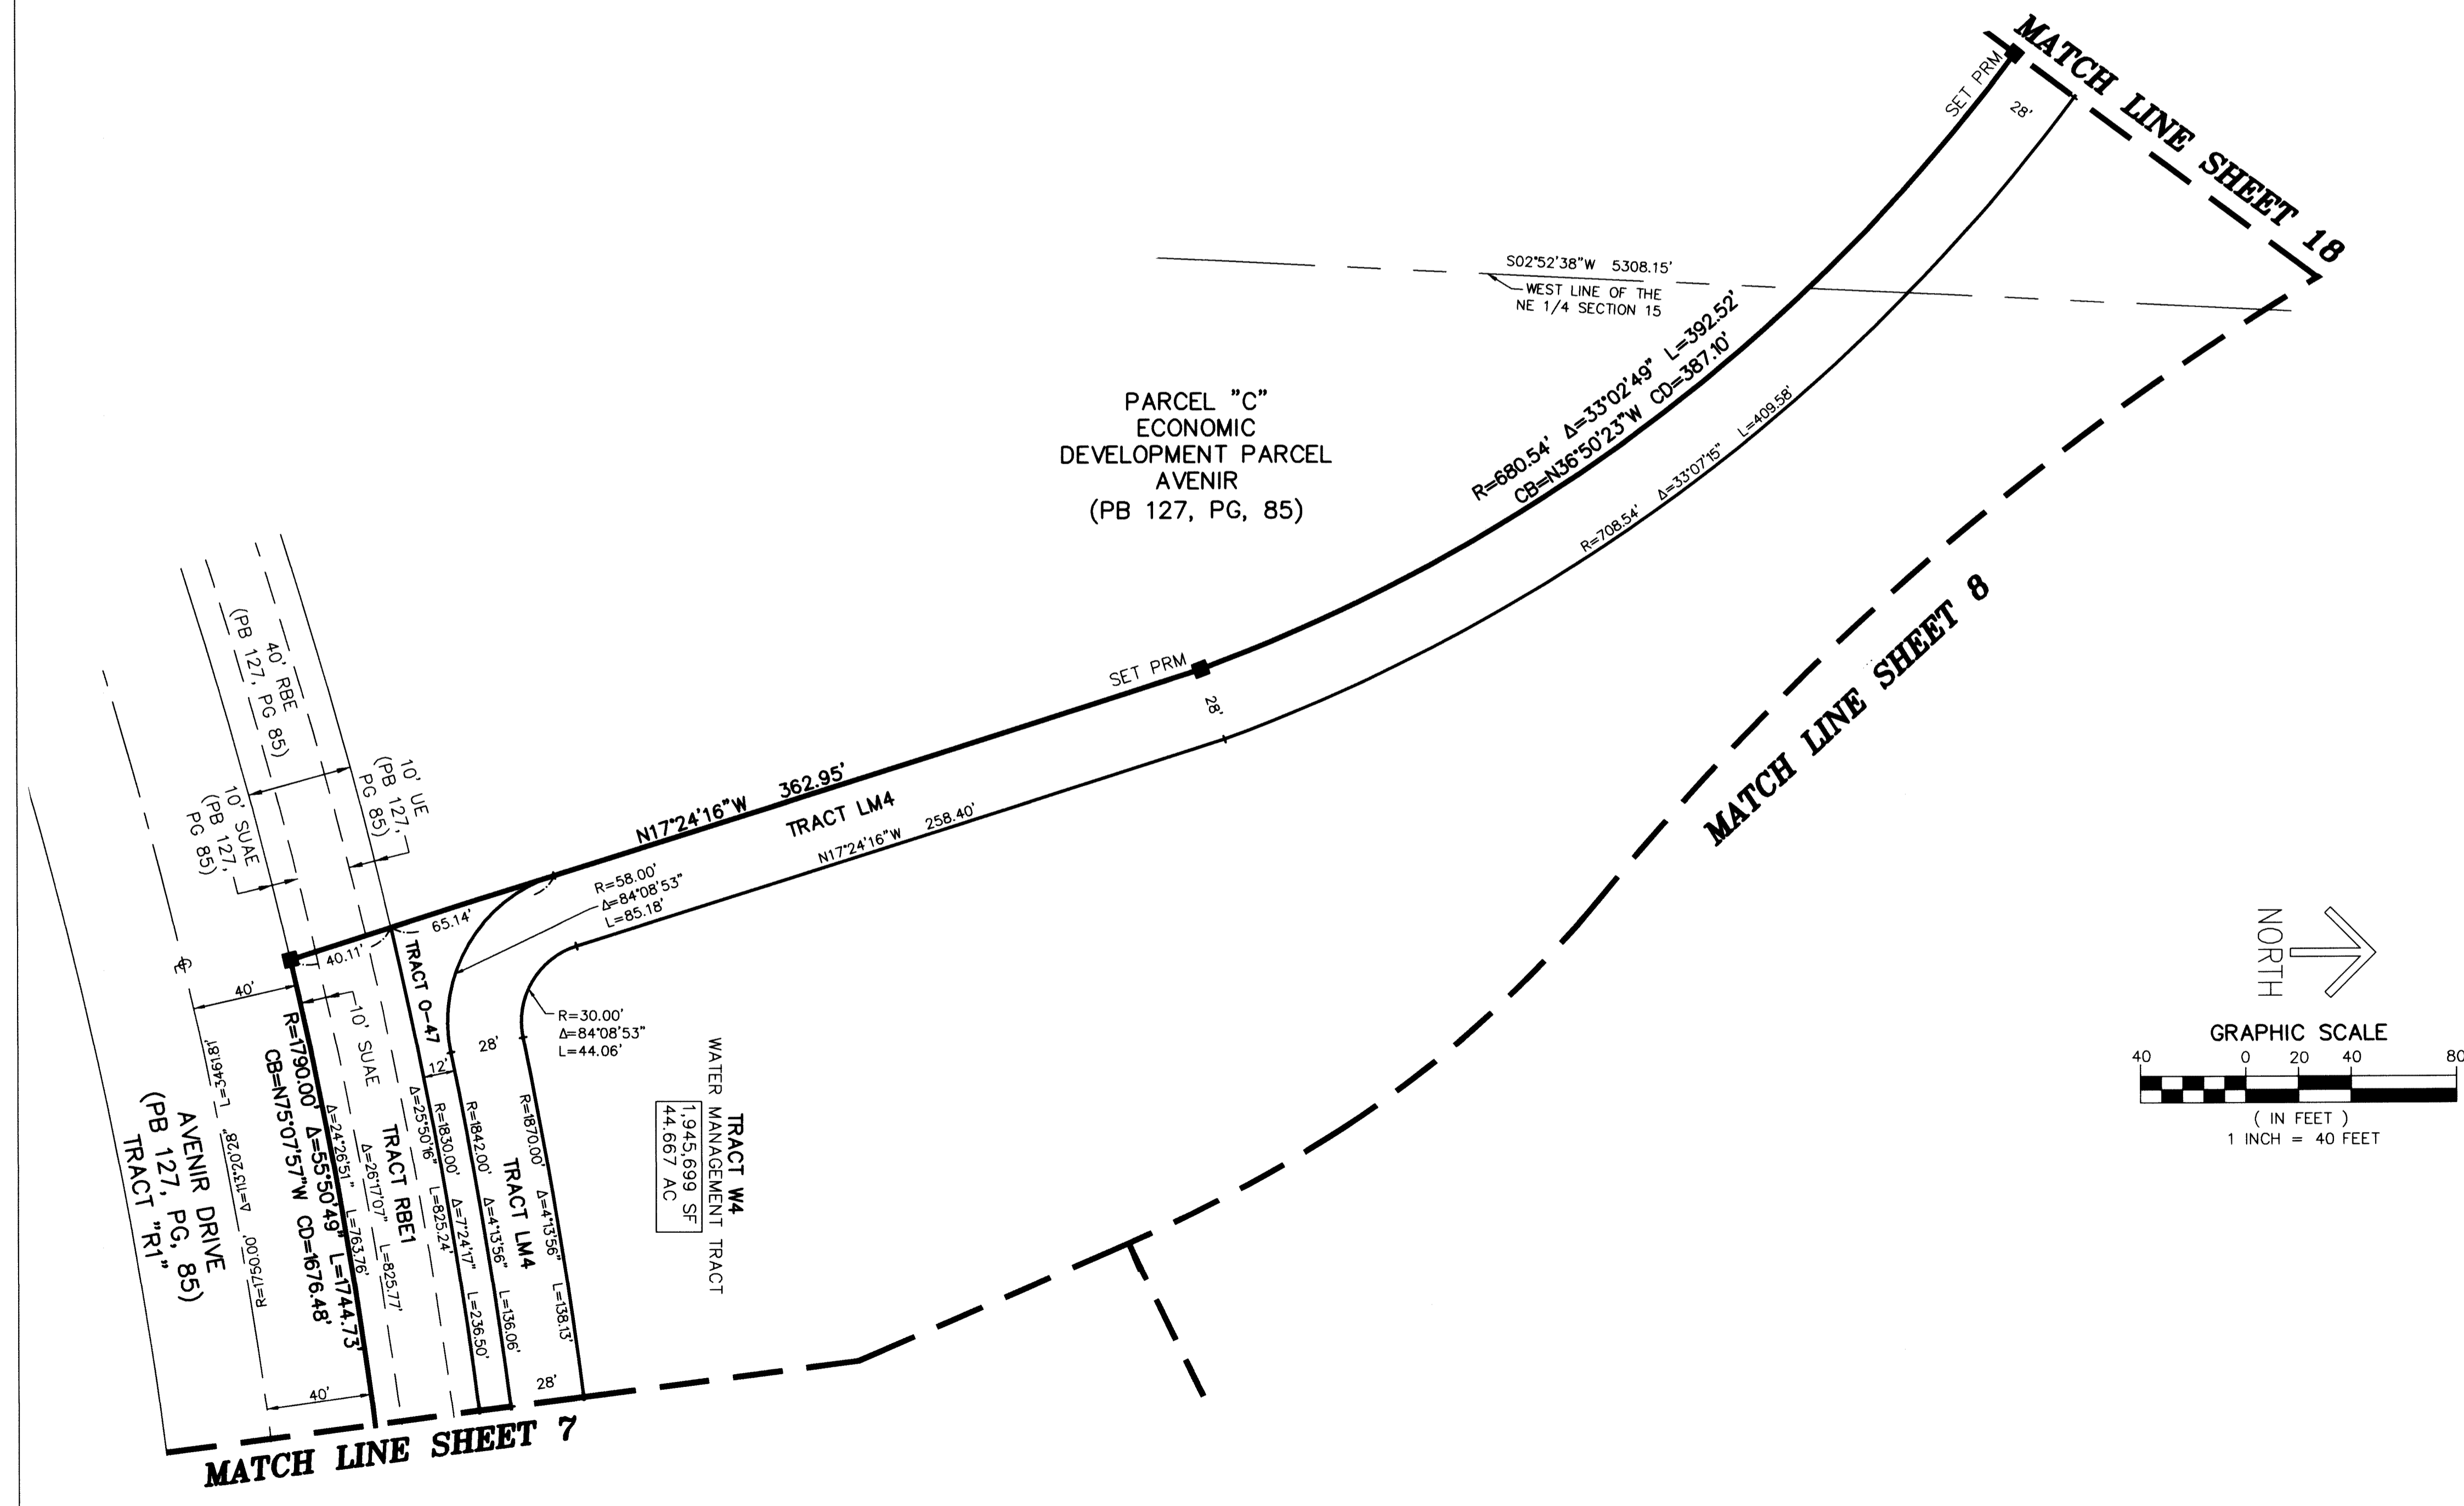 MATCH LINE SHEET 18
SET PRM
28'
S02°52'38"W 5308.15'
WEST LINE OF THE
NE 1/4 SECTION 15
R=680.54' Δ=33°02'49" L=392.52'
CB=N36°50'23"W CD=387.10'
R=708.54' Δ=33°07'15" L=409.58'
PARCEL "C"
ECONOMIC
DEVELOPMENT PARCEL
AVENIR
(PB 127, PG, 85)
MATCH LINE SHEET 8
SET PRM
28'
40' RBE
(PB 127, PG 85)
10' UE
(PB 127,
PG 85)
10' SUAE
(PB 127,
PG 85)
N17°24'16"W 362.95'
TRACT LM4
N17°24'16"W 258.40'
R=58.00'
Δ=84°08'53"
L=85.18'
65.14'
40.11'
TRACT O-47
40'
R=30.00'
Δ=84°08'53"
L=44.06'
28'
12'
10' SUAE
TRACT W4
WATER MANAGEMENT TRACT
1,945,699 SF
44.667 AC
R=1870.00' Δ=4°13'56" L=138.13'
TRACT LM4
R=1842.00' Δ=4°13'56" L=136.06'
R=1830.00' Δ=7°24'17" L=236.50'
Δ=25°50'16" L=825.24'
TRACT RBE1
Δ=26°17'07" L=825.77'
Δ=24°26'51" L=763.76'
R=1790.00' Δ=55°50'49" L=1744.73'
CB=N75°07'57"W CD=1676.48'
R=1750.00' Δ=113°20'28" L=3461.81'
AVENIR DRIVE
(PB 127, PG, 85)
TRACT "R1"
40'
28'
MATCH LINE SHEET 7
NORTH
GRAPHIC SCALE
40 0 20 40 80
( IN FEET )
1 INCH = 40 FEET